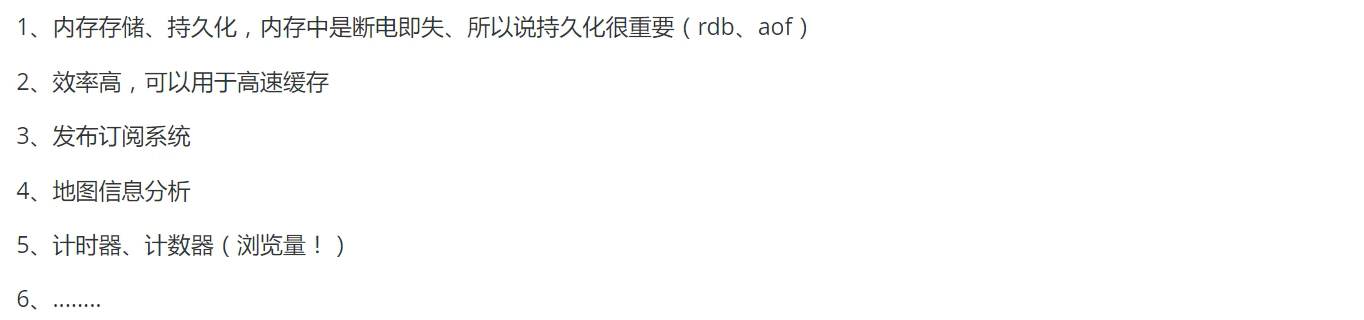 1、内存存储、持久化，内存中是断电即失、所以说持久化很重要（rdb、aof）
2、效率高，可以用于高速缓存
3、发布订阅系统
4、地图信息分析
5、计时器、计数器（浏览量！）
6、........